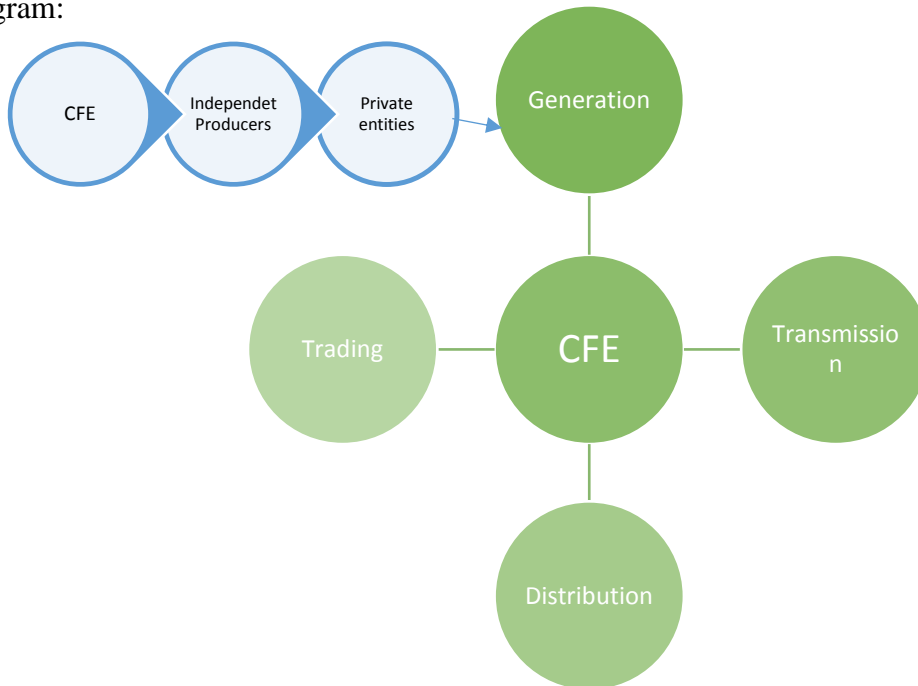 gram:
CFE
Independet
Producers
Private
entities
Generation
Trading
CFE
Transmissio
n
Distribution